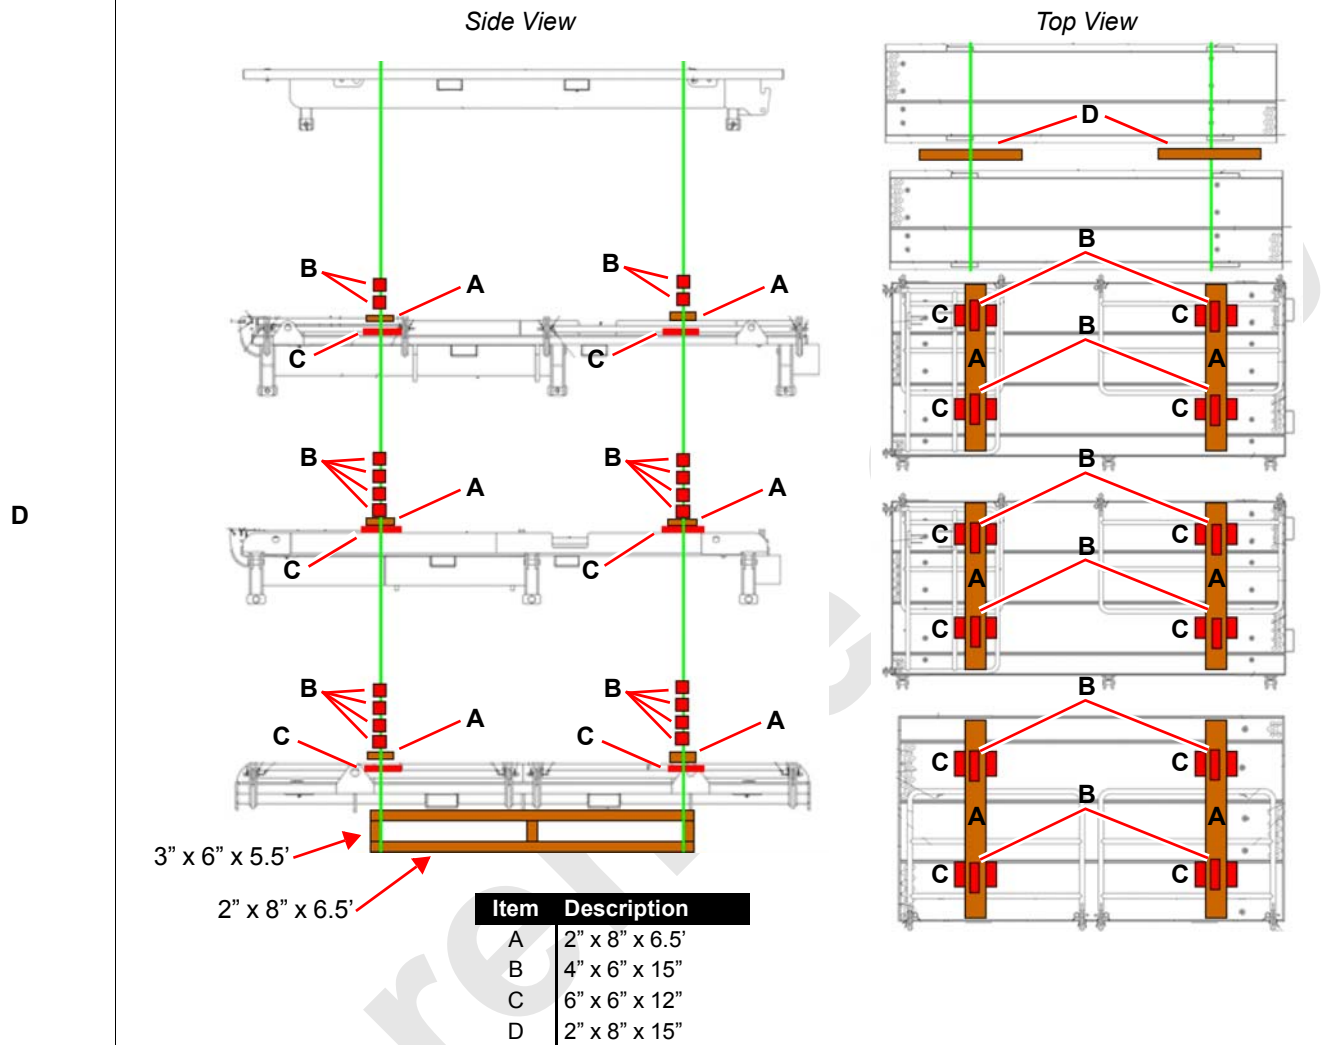 Side View
Top View
D
B
B
A
A
C
C
B
B
A
A
D
C
C
B
B
A
A
C
C
3” x 6” x 5.5’
2” x 8” x 6.5’
Item Description
A 2” x 8” x 6.5’
B 4” x 6” x 15”
C 6” x 6” x 12”
D 2” x 8” x 15”
D
B
C
C
B
A
A
C
C
B
C
C
B
A
A
C
C
B
C
C
B
A
A
C
C